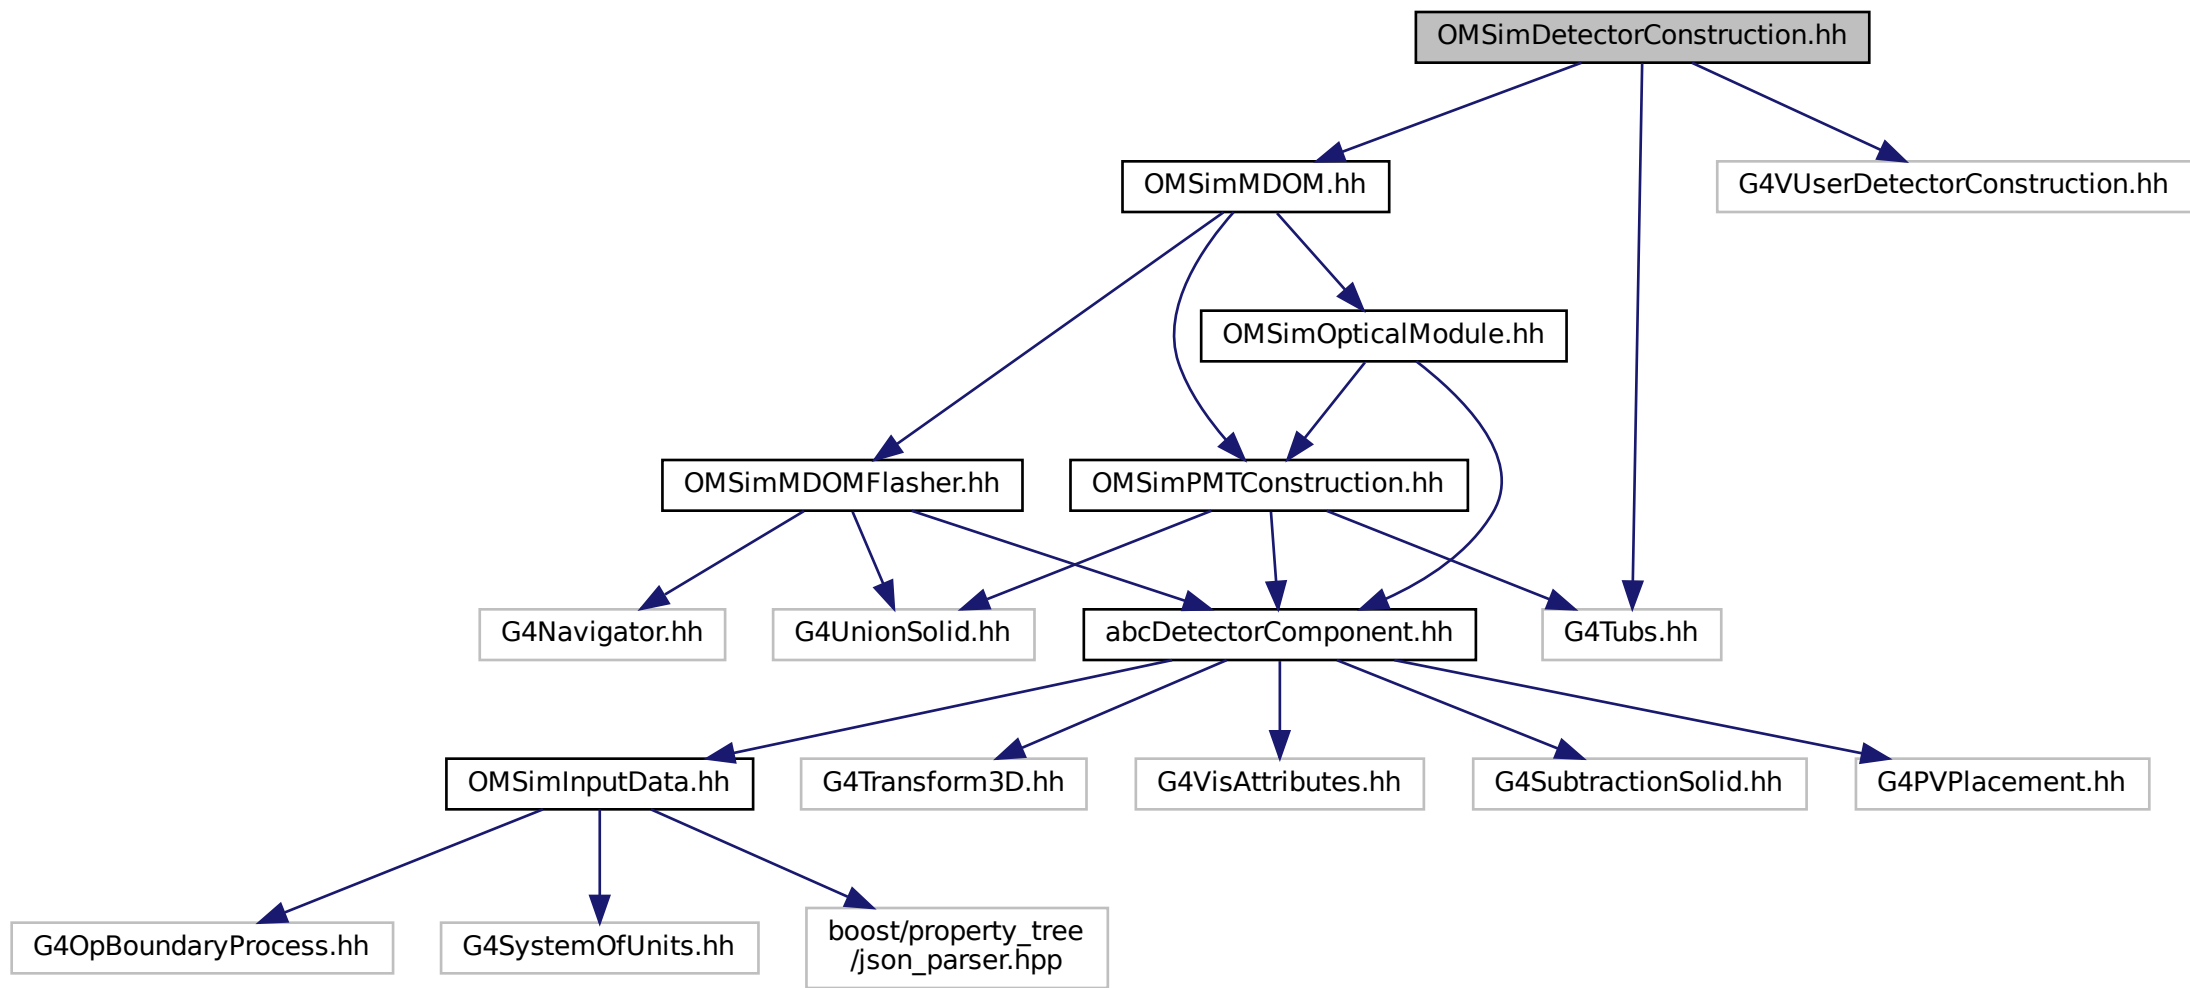 OMSimDetectorConstruction.hh
OMSimMDOM.hh
G4VUserDetectorConstruction.hh
OMSimOpticalModule.hh
OMSimMDOMFlasher.hh
OMSimPMTConstruction.hh
G4Navigator.hh
G4UnionSolid.hh
abcDetectorComponent.hh
G4Tubs.hh
OMSimInputData.hh
G4Transform3D.hh
G4VisAttributes.hh
G4SubtractionSolid.hh
G4PVPlacement.hh
G4OpBoundaryProcess.hh
G4SystemOfUnits.hh
boost/property_tree
/json_parser.hpp